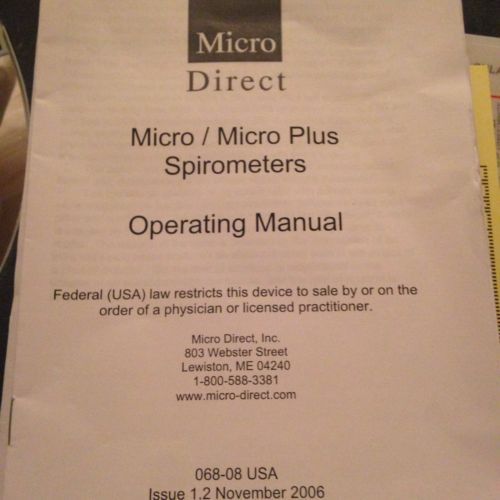 Micro
Direct
Micro / Micro Plus
Spirometers
Operating Manual
Federal (USA) law restricts this device to sale by or on the
order of a physician or licensed practitioner.
Micro Direct, Inc.
803 Webster Street
Lewiston, ME 04240
1-800-588-3381
www.micro-direct.com
068-08 USA
Issue 1.2 November 2006